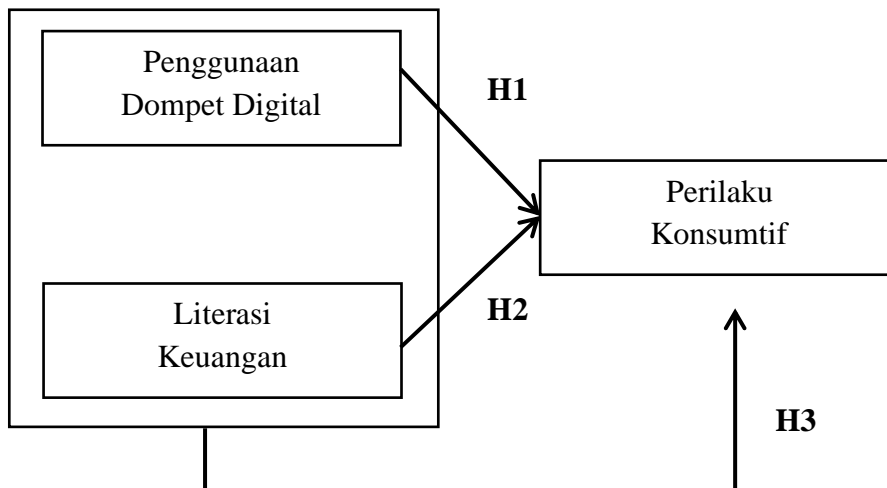 Penggunaan
Dompet Digital
H1
Perilaku
Konsumtif
Literasi
Keuangan
H2
H3